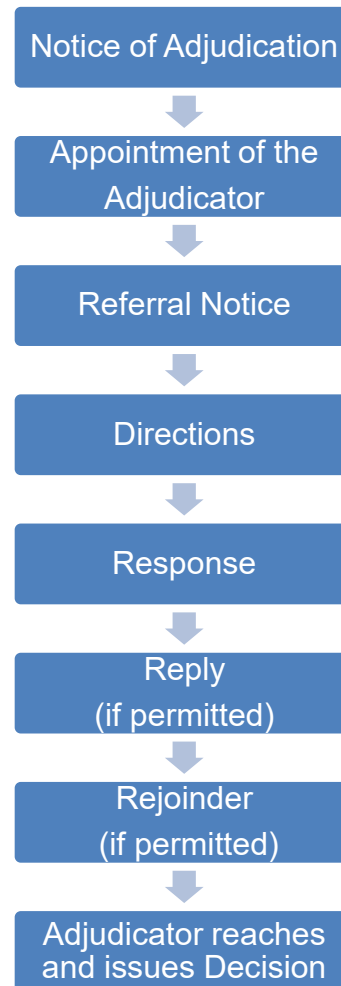 Notice of Adjudication
Appointment of the
Adjudicator
Referral Notice
Directions
Response
Reply
(if permitted)
Rejoinder
(if permitted)
Adjudicator reaches
and issues Decision